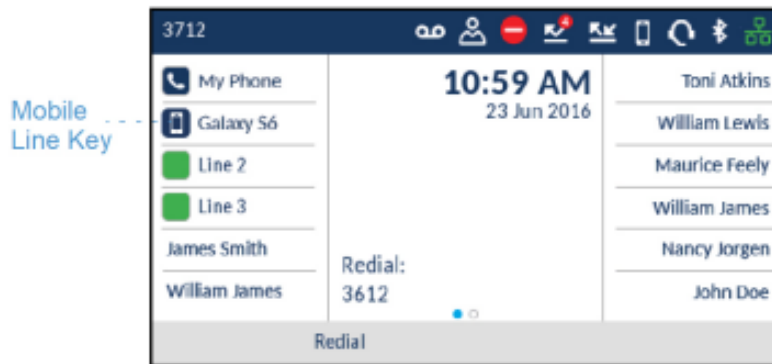 3712
4
Mobile
Line Key
My Phone
Galaxy S6
Line 2
Line 3
James Smith
William James
10:59 AM
23 Jun 2016
Redial:
3612
Toni Atkins
William Lewis
Maurice Feely
William James
Nancy Jorgen
John Doe
Redial